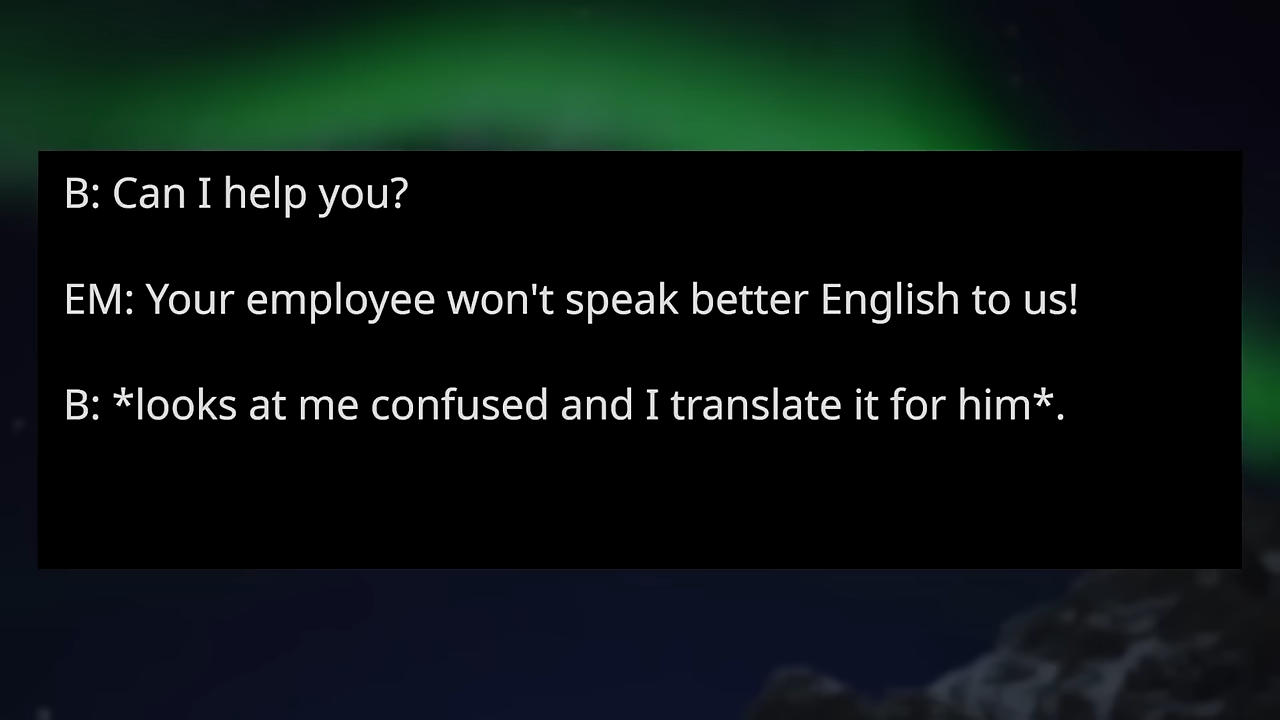 B: Can I help you?
EM: Your employee won't speak better English to us!
B: *looks at me confused and I translate it for him*.